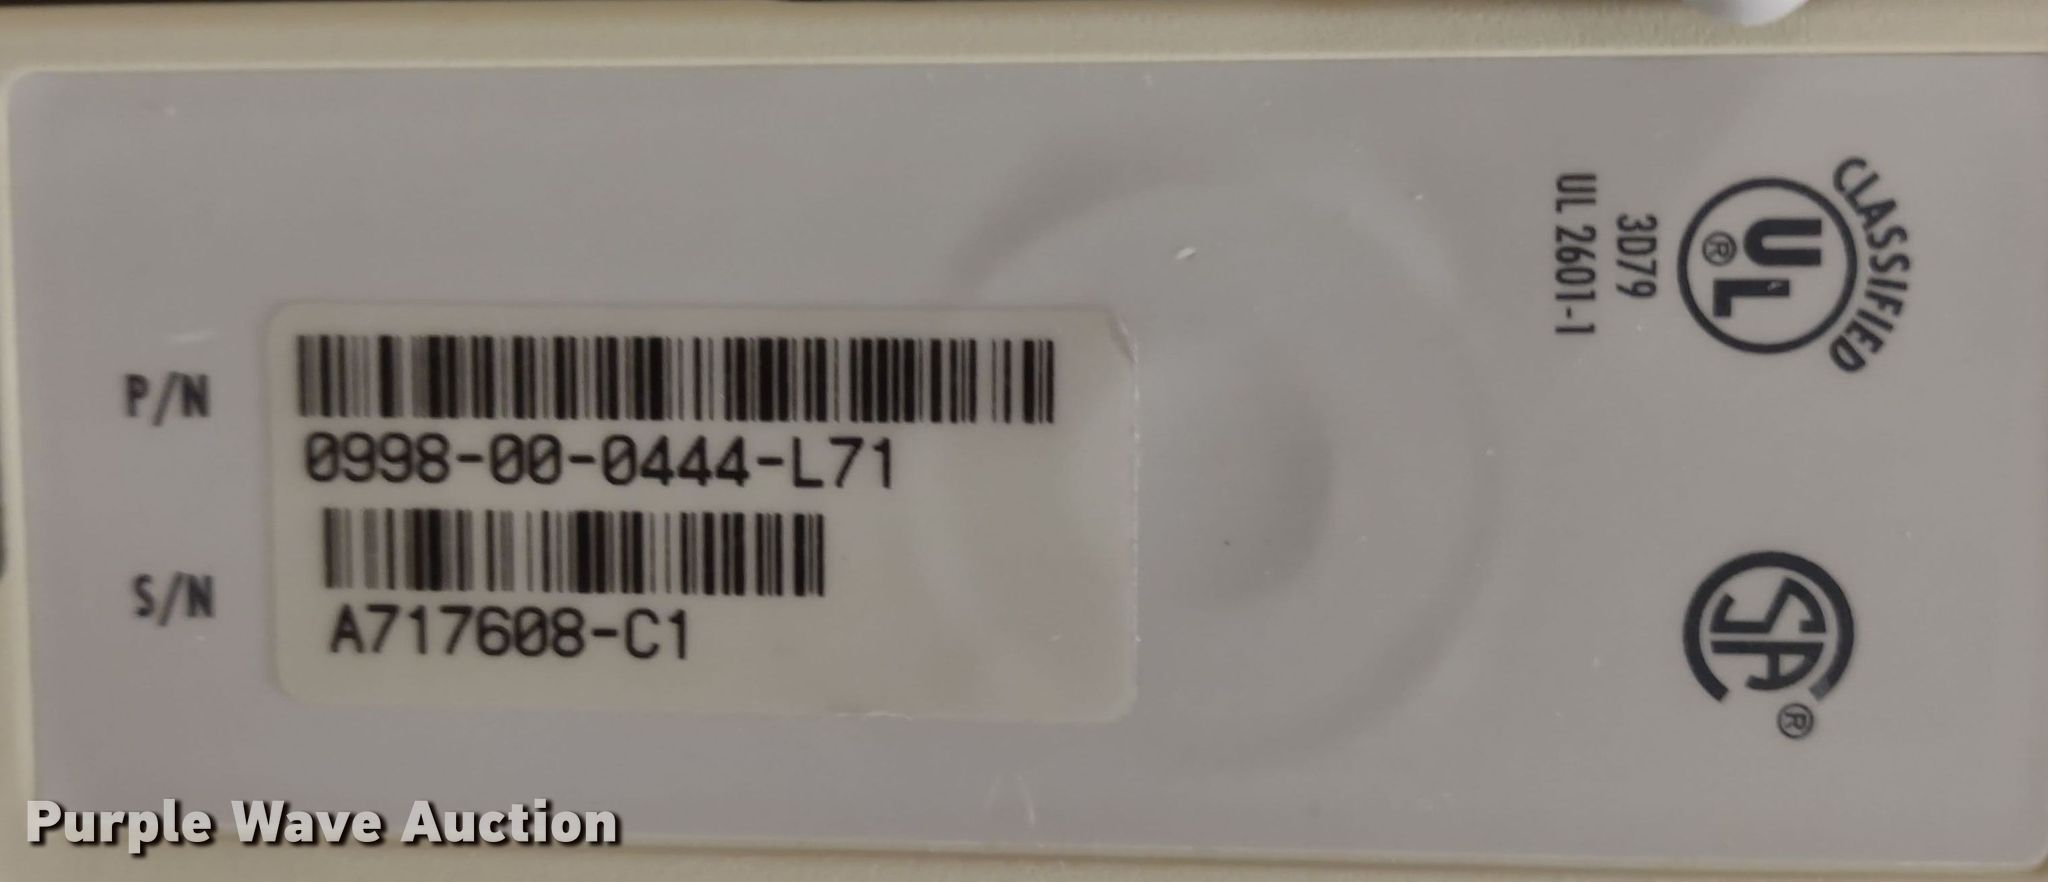 P/N
0998-00-0444-L71
S/N
A717608-C1
CLASSIFIED
UL®
3D79
UL 2601-1
SA®
Purple Wave Auction